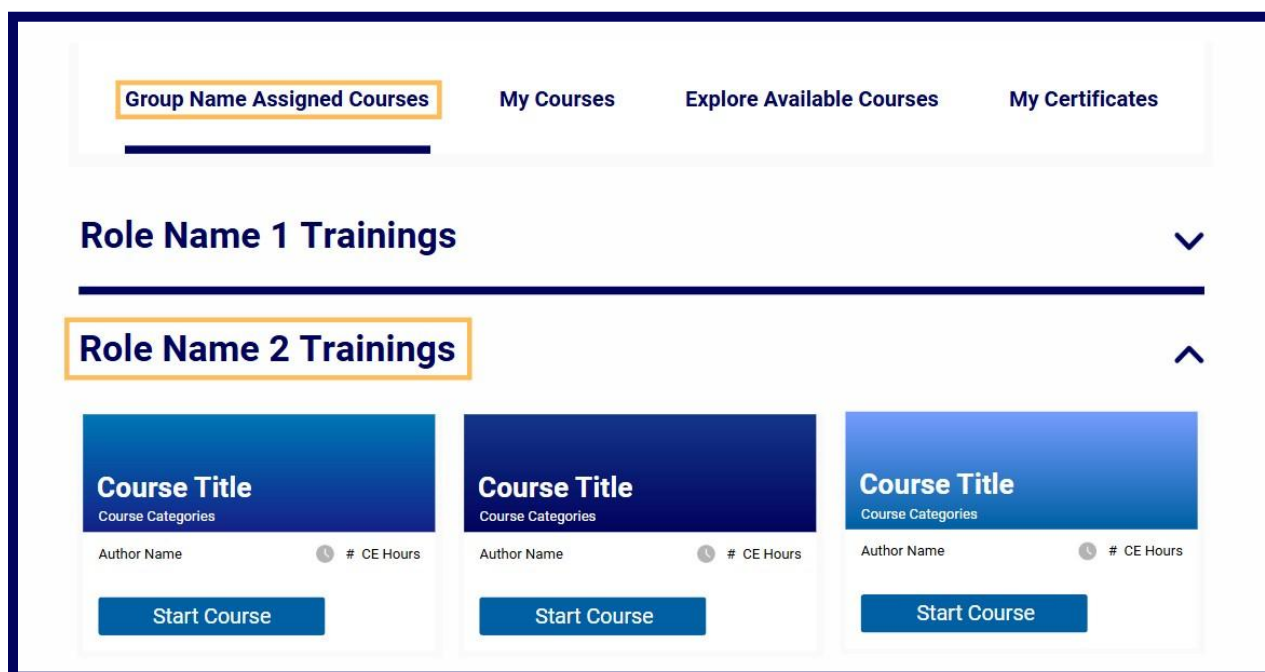 Group Name Assigned Courses My Courses Explore Available Courses My Certificates
Role Name 1 Trainings
Role Name 2 Trainings
Course Title Course Title Course Title
Course Categories Course Categories Course Categories
Author Name # CE Hours Author Name # CE Hours Author Name # CE Hours
Start Course Start Course Start Course